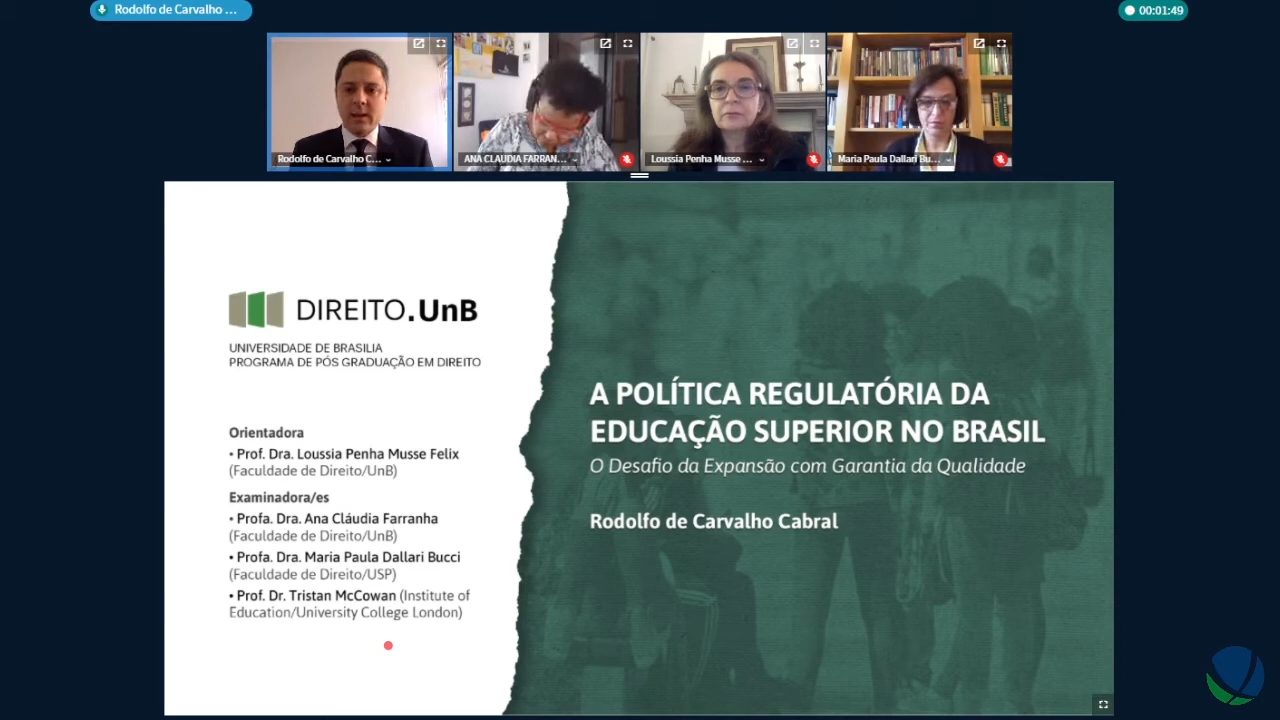 Rodolfo de Carvalho ...
00:01:49
Rodolfo de Carvalho C...
ANA CLAUDIA FARRAN...
Loussia Penha Musse ...
Maria Paula Dallari Bu...
DIREITO.UnB
UNIVERSIDADE DE BRASILIA
PROGRAMA DE PÓS GRADUAÇÃO EM DIREITO
Orientadora
• Prof. Dra. Loussia Penha Musse Felix
(Faculdade de Direito/UnB)
Examinadora/es
• Profa. Dra. Ana Cláudia Farranha
(Faculdade de Direito/UnB)
• Profa. Dra. Maria Paula Dallari Bucci
(Faculdade de Direito/USP)
• Prof. Dr. Tristan McCowan (Institute of
Education/University College London)
A POLÍTICA REGULATÓRIA DA
EDUCAÇÃO SUPERIOR NO BRASIL
O Desafio da Expansão com Garantia da Qualidade
Rodolfo de Carvalho Cabral